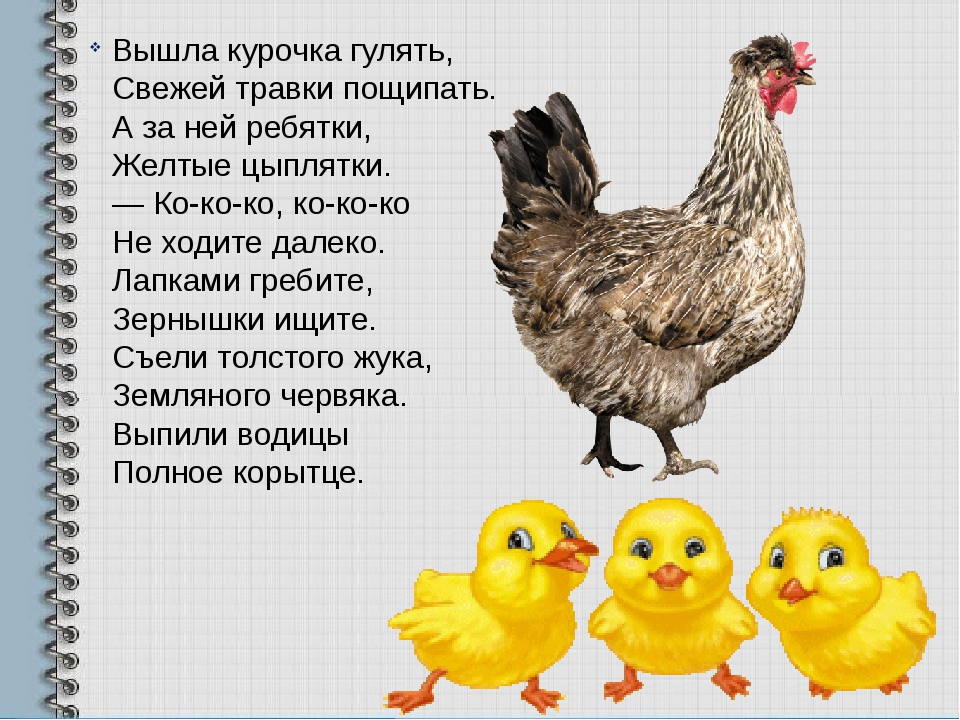 Вышла курочка гулять,
Свежей травки пощипать.
А за ней ребятки,
Желтые цыплятки.
— Ко-ко-ко, ко-ко-ко
Не ходите далеко.
Лапками гребите,
Зернышки ищите.
Съели толстого жука,
Земляного червяка.
Выпили водицы
Полное корытце.